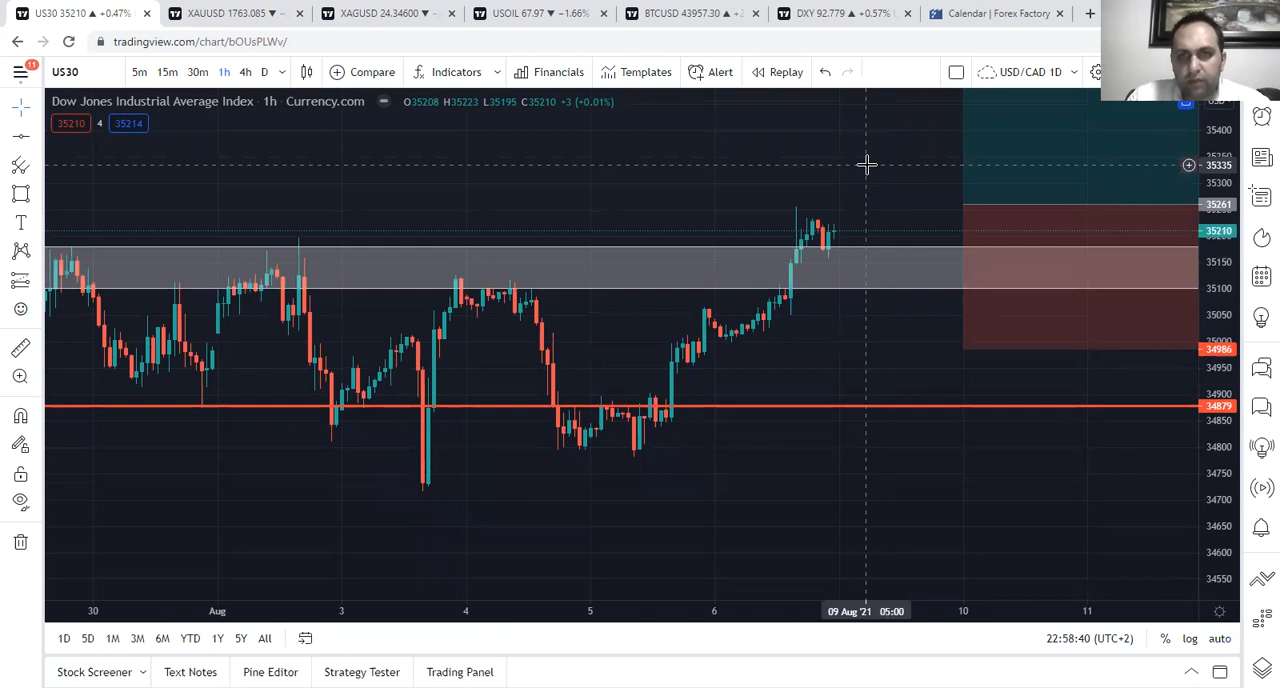 US30 35210 ▲ +0.47%
XAUUSD 1763.085 ▼ −
XAGUSD 24.34600 ▼ −
USOIL 67.97 ▼ −1.66%
BTCUSD 43957.30 ▲
DXY 92.779 ▲ +0.57%
Calendar | Forex Factory
tradingview.com/chart/bOUsPLWv/
11
US30
5m 15m 30m 1h 4h D
Compare
Indicators
Financials
Templates
Alert
Replay
USD/CAD 1D
Dow Jones Industrial Average Index · 1h · Currency.com
O35208 H35223 L35195 C35210 +3 (+0.01%)
35210 4 35214
35400
35335
35300
35261
35210
35150
35100
35050
34986
34950
34900
34879
34850
34800
34750
34700
34650
34600
34550
30 Aug 3 4 5 6 09 Aug '21 05:00 10 11
1D 5D 1M 3M 6M YTD 1Y 5Y All
22:58:40 (UTC+2) % log auto
Stock Screener Text Notes Pine Editor Strategy Tester Trading Panel